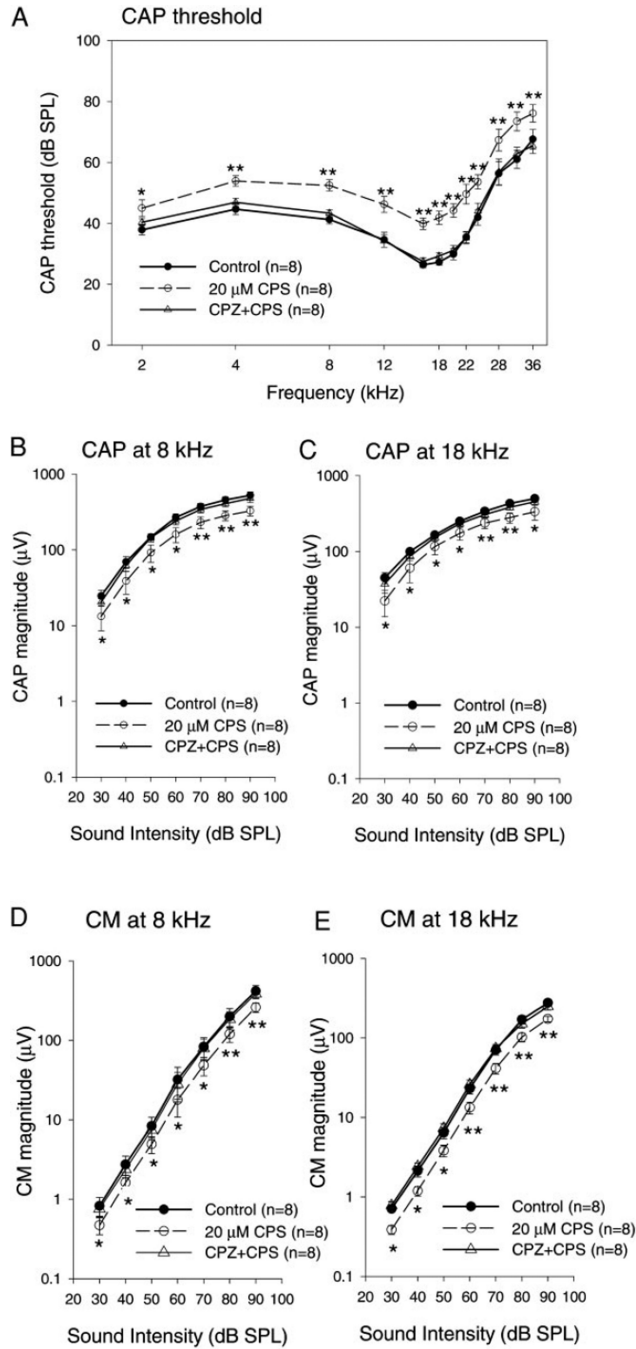 A CAP threshold
CAP threshold (dB SPL)
100
80
60
40
20
0
* ** ** ** ** ** ** ** ** ** ** **
Control (n=8)
20 μM CPS (n=8)
CPZ+CPS (n=8)
2 4 8 12 18 22 28 36
Frequency (kHz)
B CAP at 8 kHz
CAP magnitude (μV)
1000
100
10
1
0.1
* * * * ** ** **
Control (n=8)
20 μM CPS (n=8)
CPZ+CPS (n=8)
20 30 40 50 60 70 80 90 100
Sound Intensity (dB SPL)
C CAP at 18 kHz
CAP magnitude (μV)
1000
100
10
1
0.1
* * * * ** ** *
Control (n=8)
20 μM CPS (n=8)
CPZ+CPS (n=8)
20 30 40 50 60 70 80 90 100
Sound Intensity (dB SPL)
D CM at 8 kHz
CM magnitude (μV)
1000
100
10
1
0.1
* * * * * ** **
Control (n=8)
20 μM CPS (n=8)
CPZ+CPS (n=8)
20 30 40 50 60 70 80 90 100
Sound Intensity (dB SPL)
E CM at 18 kHz
CM magnitude (μV)
1000
100
10
1
0.1
* * * ** ** ** **
Control (n=8)
20 μM CPS (n=8)
CPZ+CPS (n=8)
20 30 40 50 60 70 80 90 100
Sound Intensity (dB SPL)